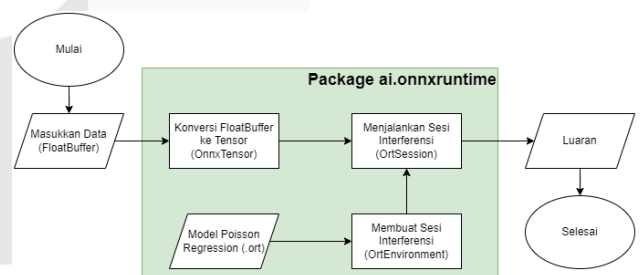 Mulai
Package ai.onnxruntime
Masukkan Data
(FloatBuffer)
Konversi FloatBuffer
ke Tensor
(OnnxTensor)
Menjalankan Sesi
Interferensi
(OrtSession)
Luaran
Model Poisson
Regression (.ort)
Membuat Sesi
Interferensi
(OrtEnvironment)
Selesai